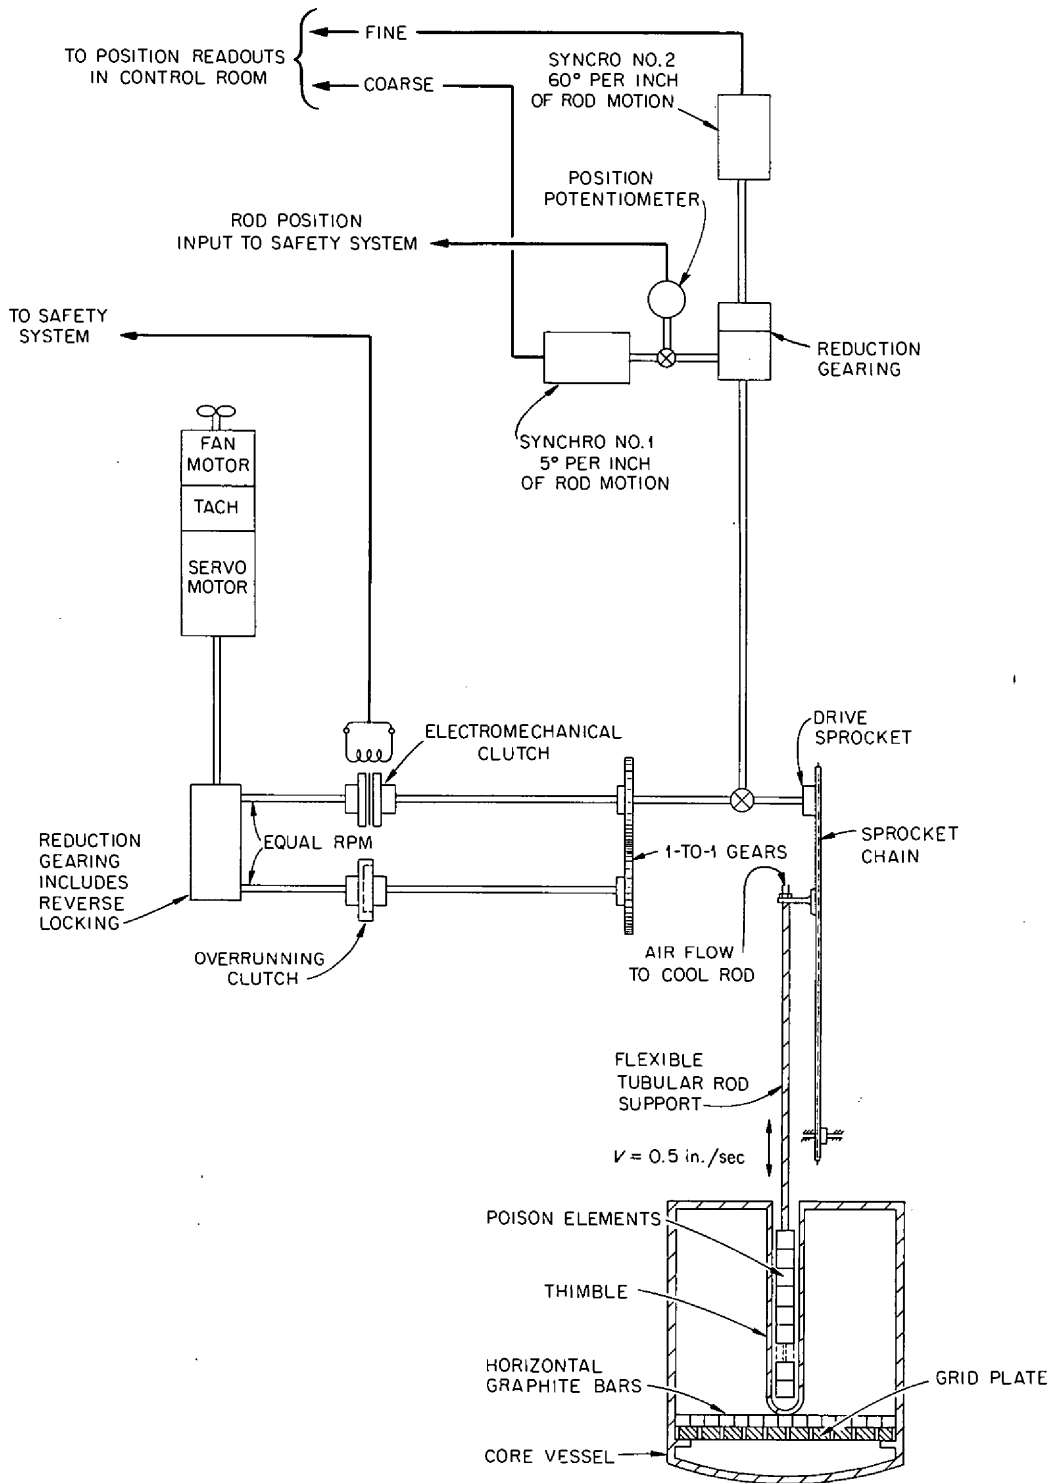 FINE
TO POSITION READOUTS
IN CONTROL ROOM
COARSE
SYNCRO NO.2
60° PER INCH
OF ROD MOTION
POSITION
POTENTIOMETER
ROD POSITION
INPUT TO SAFETY SYSTEM
TO SAFETY
SYSTEM
REDUCTION
GEARING
SYNCHRO NO.1
5° PER INCH
OF ROD MOTION
FAN
MOTOR
TACH
SERVO
MOTOR
ELECTROMECHANICAL
CLUTCH
DRIVE
SPROCKET
REDUCTION
GEARING
INCLUDES
REVERSE
LOCKING
EQUAL RPM
1-TO-1 GEARS
SPROCKET
CHAIN
OVERRUNNING
CLUTCH
AIR FLOW
TO COOL ROD
FLEXIBLE
TUBULAR ROD
SUPPORT
V = 0.5 in./sec
POISON ELEMENTS
THIMBLE
HORIZONTAL
GRAPHITE BARS
GRID PLATE
CORE VESSEL